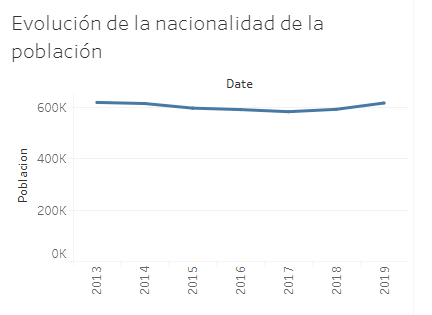 Evolución de la nacionalidad de la
población
Date
600K
400K
200K
0K
Poblacion
2013
2014
2015
2016
2017
2018
2019